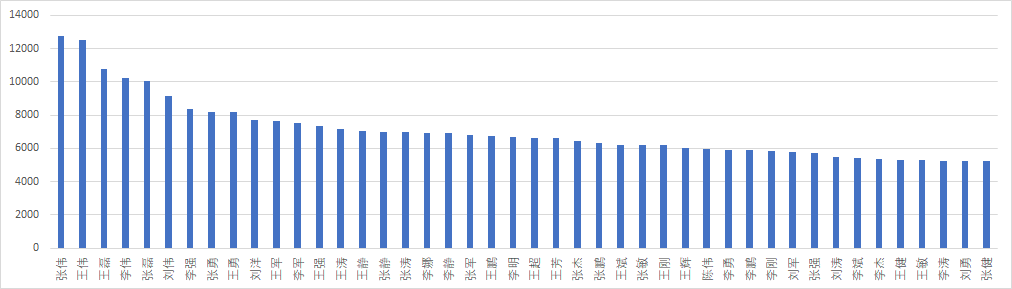 14000
12000
10000
8000
6000
4000
2000
0
张伟
王伟
王磊
李伟
张磊
刘伟
李强
张勇
王勇
刘洋
王军
李军
王强
王涛
王静
张静
张涛
李娜
李静
张军
王鹏
李明
王超
王芳
张杰
张鹏
王斌
张敏
王刚
王辉
陈伟
李勇
李鹏
李刚
刘军
张强
刘涛
李斌
李杰
王健
王敏
李涛
刘勇
张健